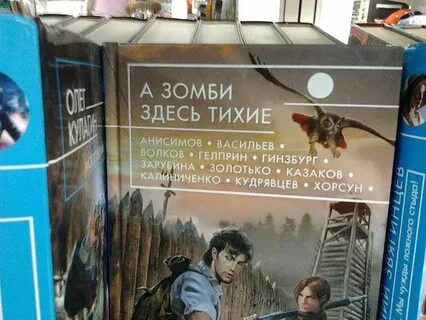 А ЗОМБИ
ЗДЕСЬ ТИХИЕ
АНИСИМОВ • ВАСИЛЬЕВ •
ВОЛКОВ • ГЕЛПРИН • ГИНЗБУРГ •
ЗАРУБИНА • ЗОЛОТЬКО • КАЗАКОВ •
КАЛИНИЧЕНКО • КУДРЯВЦЕВ • ХОРСУН
ОЛЕГ
ЗВЯГИНЦЕВ
Мы чужды ложного стыда!